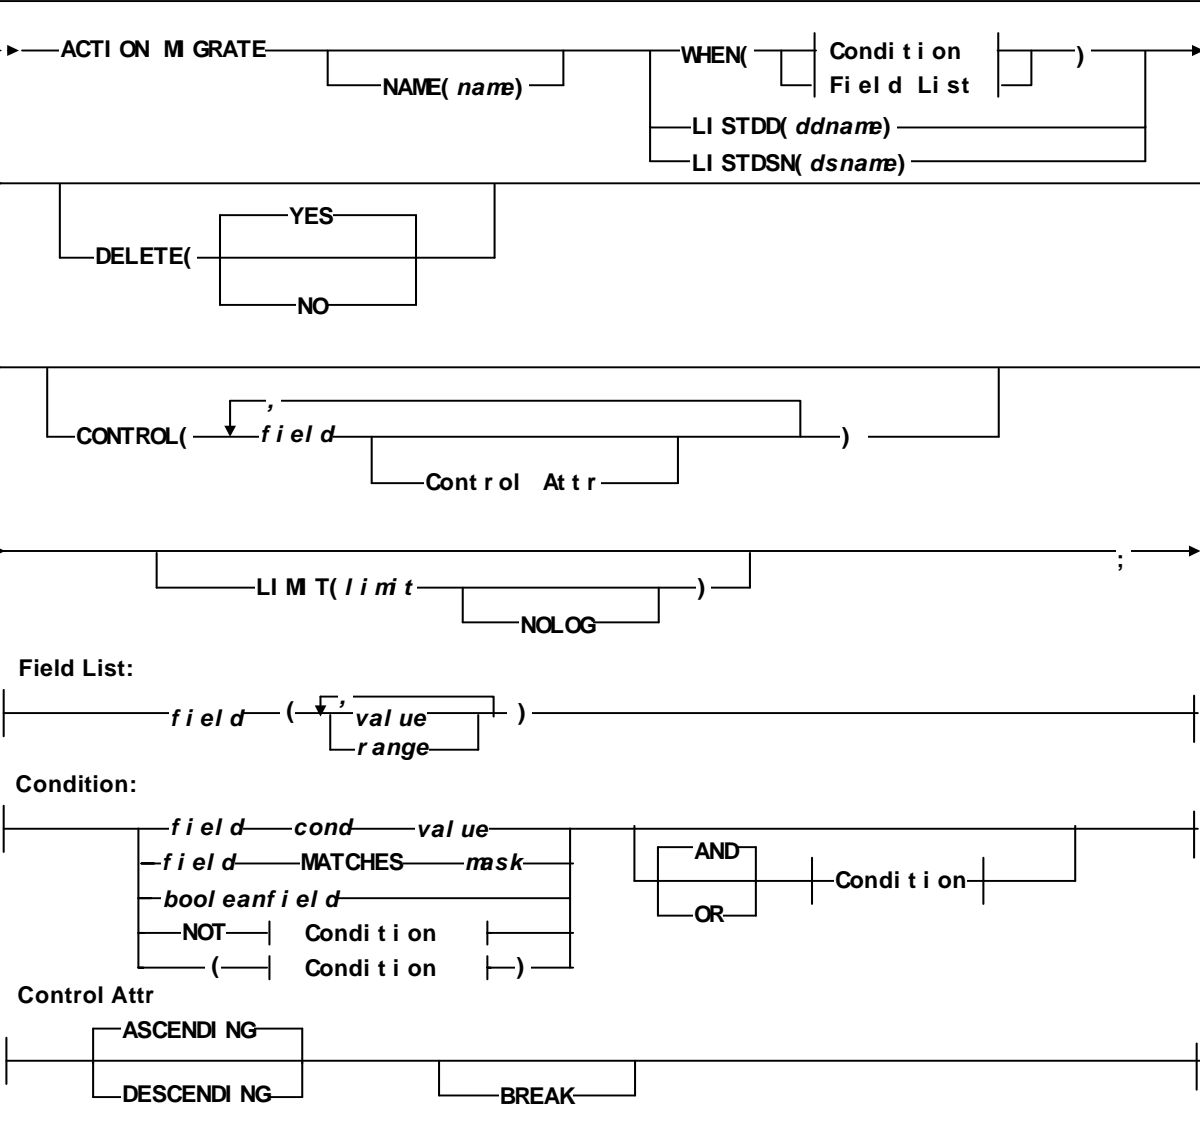 ACTION MIGRATE
NAME(name)
WHEN( Condition )
Field List
LISTDD(ddname)
LISTDSN(dsname)
YES
DELETE(
NO
,
CONTROL( field )
Control Attr
LIMIT(limit )
;
NOLOG
Field List:
,
field ( value )
range
Condition:
field cond value
field MATCHES mask
booleanfield
NOT Condition
( Condition )
AND
Condition
OR
Control Attr
ASCENDING
DESCENDING
BREAK